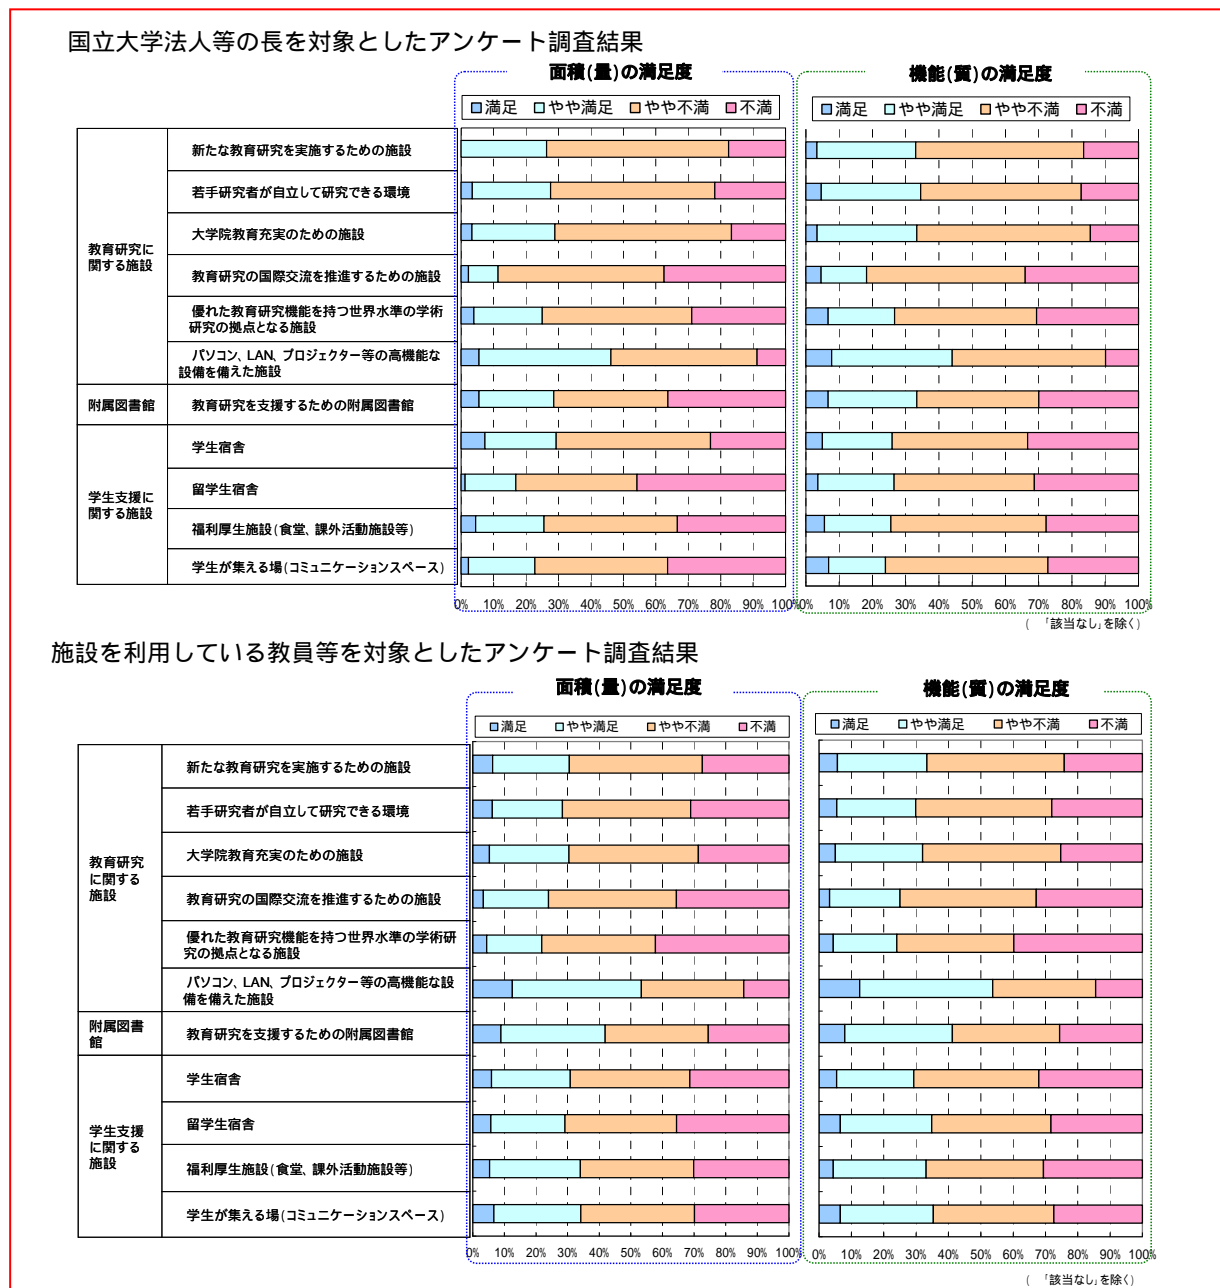 国立大学法人等の長を対象としたアンケート調査結果
面積(量)の満足度
機能(質)の満足度
満足 やや満足 やや不満 不満
満足 やや満足 やや不満 不満
教育研究に
関する施設
新たな教育研究を実施するための施設
若手研究者が自立して研究できる環境
大学院教育充実のための施設
教育研究の国際交流を推進するための施設
優れた教育研究機能を持つ世界水準の学術
研究の拠点となる施設
パソコン、LAN、プロジェクター等の高機能な
設備を備えた施設
附属図書館
教育研究を支援するための附属図書館
学生支援に
関する施設
学生宿舎
留学生宿舎
福利厚生施設(食堂、課外活動施設等)
学生が集える場(コミュニケーションスペース)
0% 10% 20% 30% 40% 50% 60% 70% 80% 90% 100%
0% 10% 20% 30% 40% 50% 60% 70% 80% 90% 100%
( 「該当なし」を除く)
施設を利用している教員等を対象としたアンケート調査結果
面積(量)の満足度
機能(質)の満足度
満足 やや満足 やや不満 不満
満足 やや満足 やや不満 不満
教育研究
に関する
施設
新たな教育研究を実施するための施設
若手研究者が自立して研究できる環境
大学院教育充実のための施設
教育研究の国際交流を推進するための施設
優れた教育研究機能を持つ世界水準の学術研
究の拠点となる施設
パソコン、LAN、プロジェクター等の高機能な設
備を備えた施設
附属図書
館
教育研究を支援するための附属図書館
学生支援
に関する
施設
学生宿舎
留学生宿舎
福利厚生施設(食堂、課外活動施設等)
学生が集える場(コミュニケーションスペース)
0% 10% 20% 30% 40% 50% 60% 70% 80% 90% 100%
0% 10% 20% 30% 40% 50% 60% 70% 80% 90% 100%
( 「該当なし」を除く)